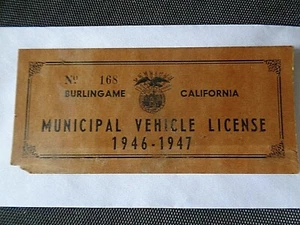 No 168
BURLINGAME CALIFORNIA
MUNICIPAL VEHICLE LICENSE
1946-1947